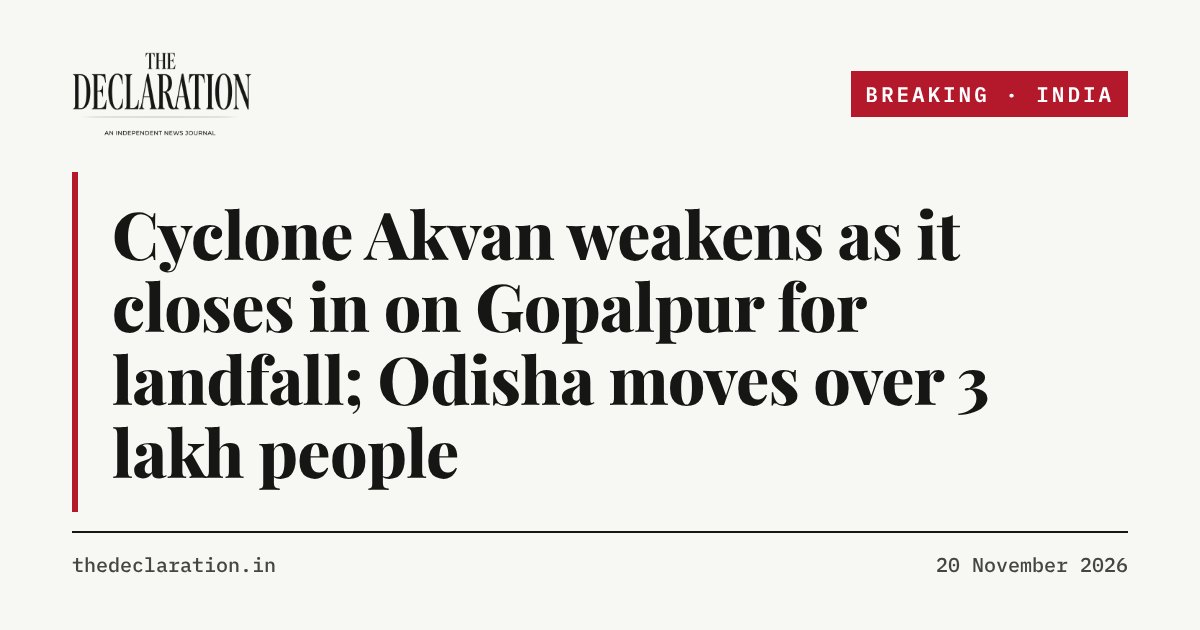 THE
DECLARATION
AN INDEPENDENT NEWS JOURNAL
BREAKING · INDIA
Cyclone Akvan weakens as it
closes in on Gopalpur for
landfall; Odisha moves over 3
lakh people
thedeclaration.in
20 November 2026